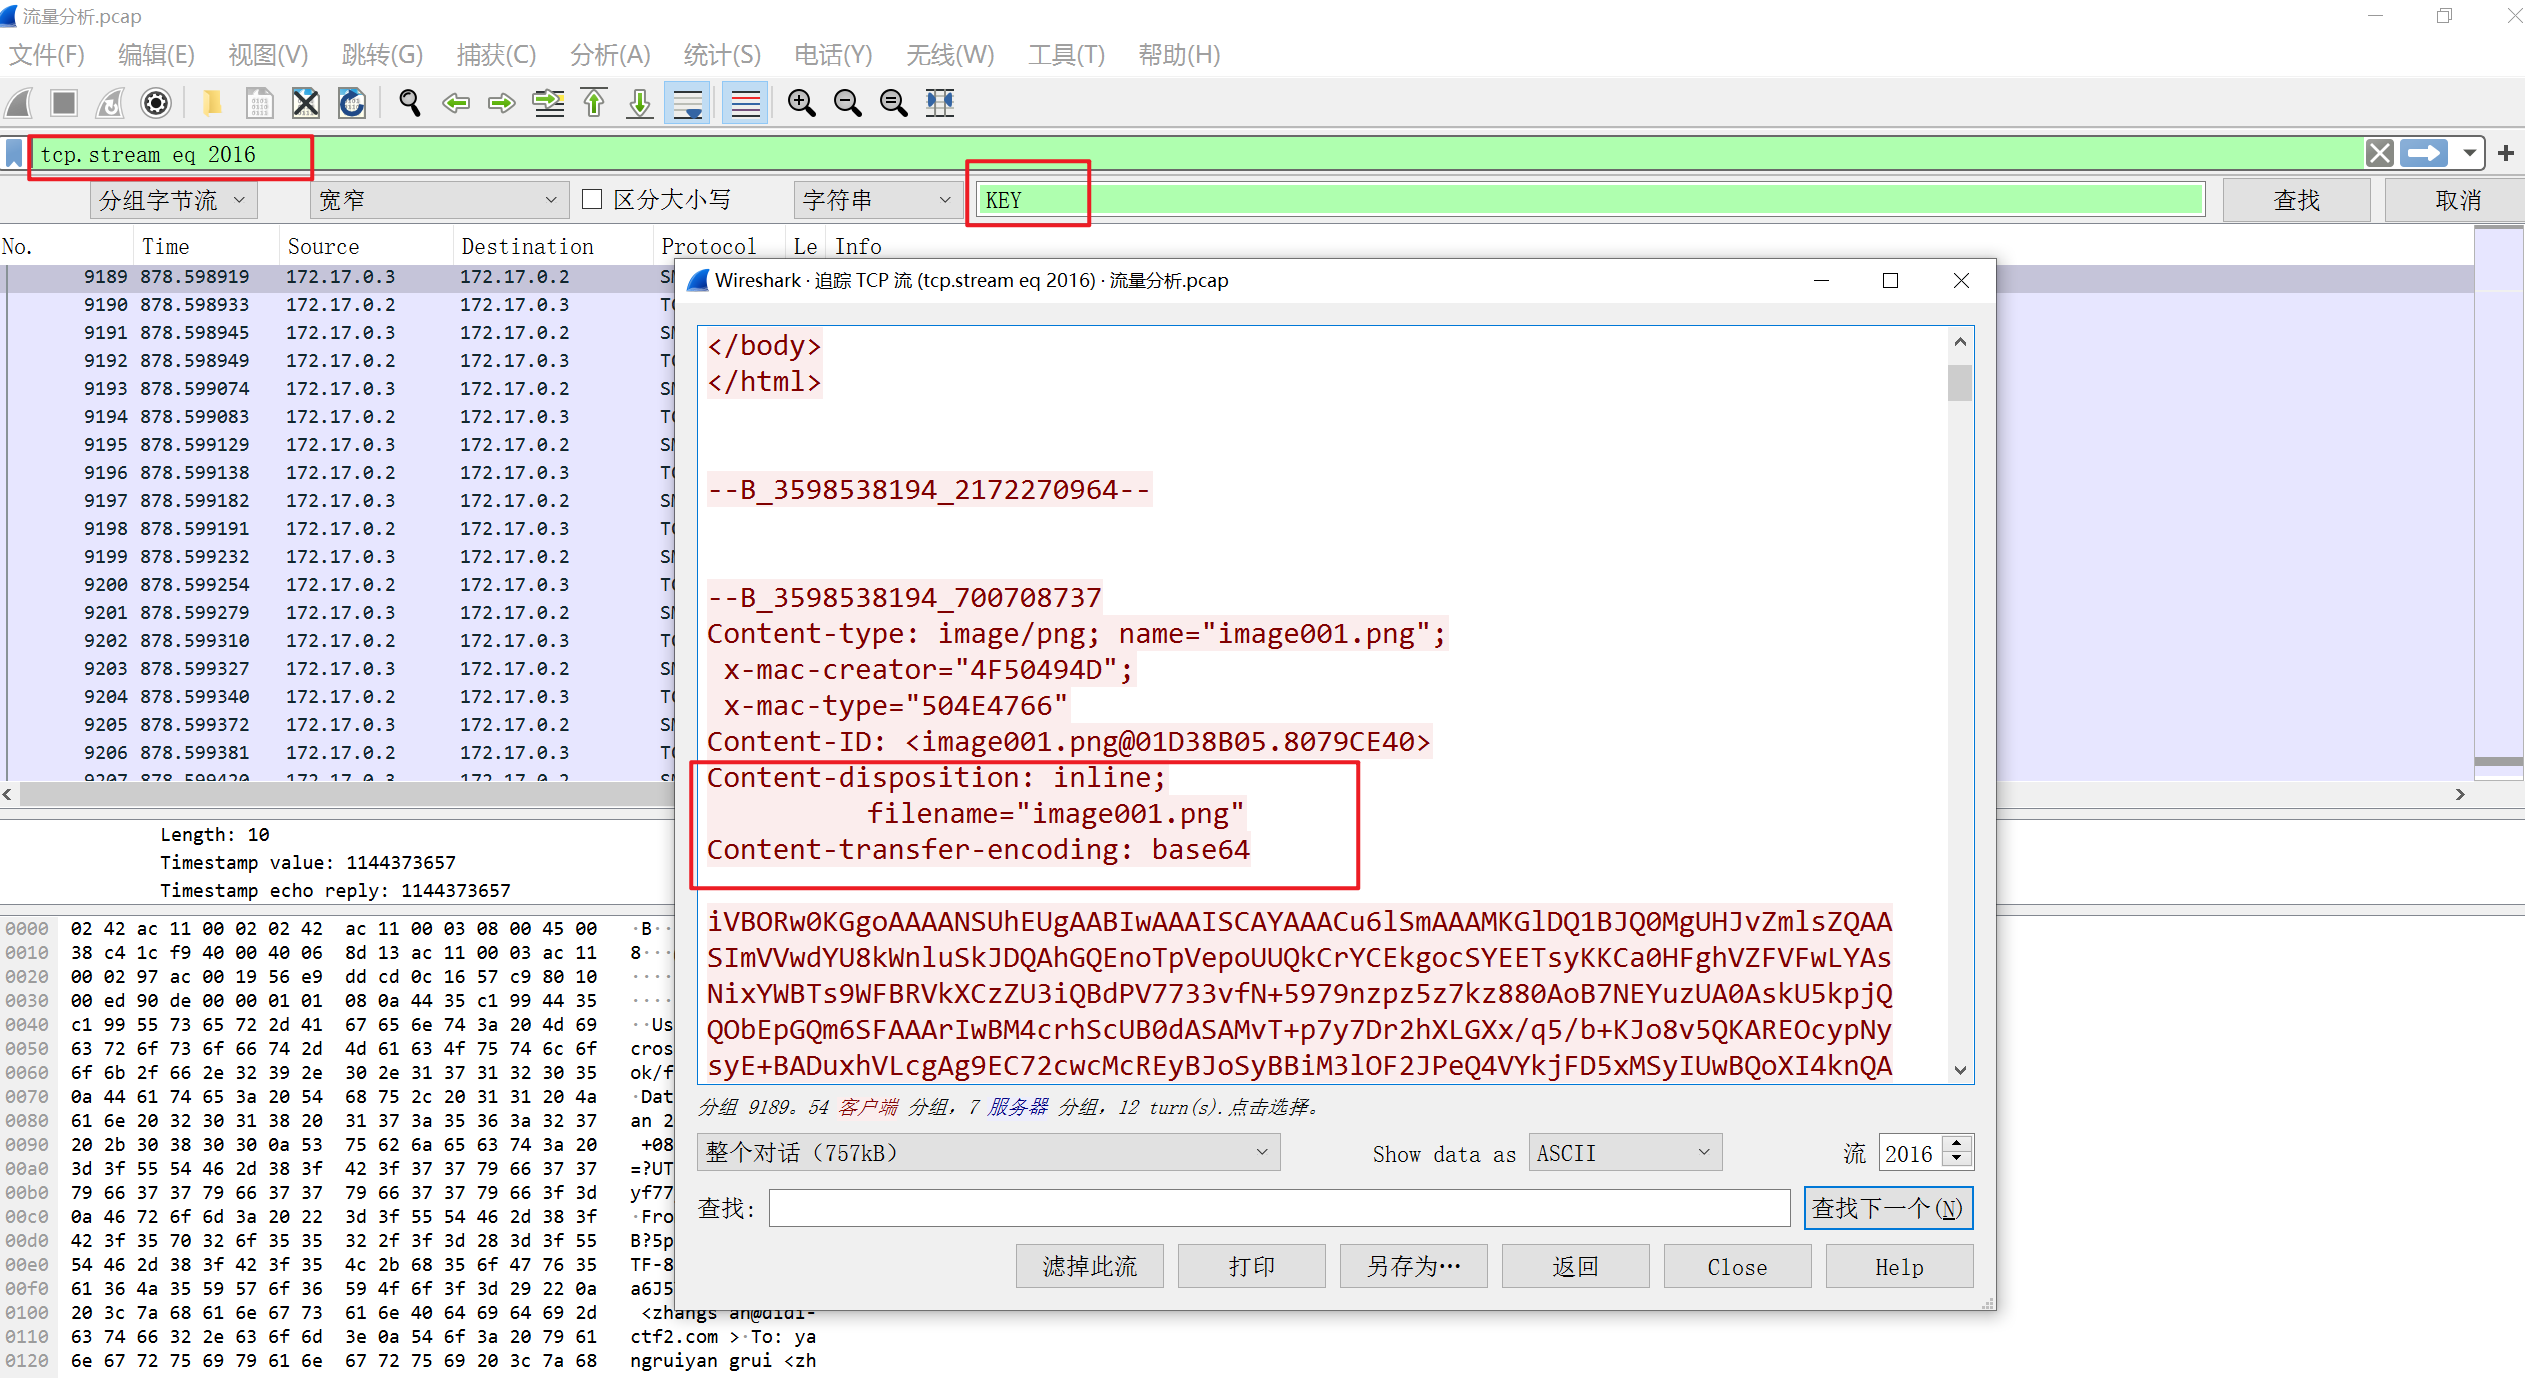 流量分析.pcap
文件(F) 编辑(E) 视图(V) 跳转(G) 捕获(C) 分析(A) 统计(S) 电话(Y) 无线(W) 工具(T) 帮助(H)
tcp.stream eq 2016
分组字节流 宽窄 区分大小写 字符串 KEY 查找 取消
No. Time Source Destination Protocol Le Info
9189 878.598919 172.17.0.3 172.17.0.2
9190 878.598933 172.17.0.2 172.17.0.3
9191 878.598945 172.17.0.3 172.17.0.2
9192 878.598949 172.17.0.2 172.17.0.3
9193 878.599074 172.17.0.3 172.17.0.2
9194 878.599083 172.17.0.2 172.17.0.3
9195 878.599129 172.17.0.3 172.17.0.2
9196 878.599138 172.17.0.2 172.17.0.3
9197 878.599182 172.17.0.3 172.17.0.2
9198 878.599191 172.17.0.2 172.17.0.3
9199 878.599232 172.17.0.3 172.17.0.2
9200 878.599254 172.17.0.2 172.17.0.3
9201 878.599279 172.17.0.3 172.17.0.2
9202 878.599310 172.17.0.2 172.17.0.3
9203 878.599327 172.17.0.3 172.17.0.2
9204 878.599340 172.17.0.2 172.17.0.3
9205 878.599372 172.17.0.3 172.17.0.2
9206 878.599381 172.17.0.2 172.17.0.3
9207 878.599420 172.17.0.3 172.17.0.2
Length: 10
Timestamp value: 1144373657
Timestamp echo reply: 1144373657
0000 02 42 ac 11 00 02 02 42 ac 11 00 03 08 00 45 00 ·B··
0010 38 c4 1c f9 40 00 40 06 8d 13 ac 11 00 03 ac 11 8···
0020 00 02 97 ac 00 19 56 e9 dd cd 0c 16 57 c9 80 10 ····
0030 00 ed 90 de 00 00 01 01 08 0a 44 35 c1 99 44 35 ····
0040 c1 99 55 73 65 72 2d 41 67 65 6e 74 3a 20 4d 69 ··Us
0050 63 72 6f 73 6f 66 74 2d 4d 61 63 4f 75 74 6c 6f cros
0060 6f 6b 2f 66 2e 32 39 2e 30 2e 31 37 31 32 30 35 ok/f
0070 0a 44 61 74 65 3a 20 54 68 75 2c 20 31 31 20 4a ·Dat
0080 61 6e 20 32 30 31 38 20 31 37 3a 35 36 3a 32 37 an 2
0090 20 2b 30 38 30 30 0a 53 75 62 6a 65 63 74 3a 20 +08
00a0 3d 3f 55 54 46 2d 38 3f 42 3f 37 37 79 66 37 37 =?UT
00b0 79 66 37 37 79 66 37 37 79 66 37 37 79 66 3f 3d yf77
00c0 0a 46 72 6f 6d 3a 20 22 3d 3f 55 54 46 2d 38 3f ·Fro
00d0 42 3f 35 70 32 6f 35 35 32 2f 3f 3d 28 3d 3f 55 B?5p
00e0 54 46 2d 38 3f 42 3f 35 4c 2b 68 35 6f 47 76 35 TF-8
00f0 61 36 4a 35 59 57 6f 36 59 4f 6f 3f 3d 29 22 0a a6J5
0100 20 3c 7a 68 61 6e 67 73 61 6e 40 64 69 64 69 2d <zhangs an@didi-
0110 63 74 66 32 2e 63 6f 6d 3e 0a 54 6f 3a 20 79 61 ctf2.com >·To: ya
0120 6e 67 72 75 69 79 61 6e 67 72 75 69 20 3c 7a 68 ngruiyan grui <zh
Wireshark · 追踪 TCP 流 (tcp.stream eq 2016) · 流量分析.pcap
</body>
</html>
--B_3598538194_2172270964--
--B_3598538194_700708737
Content-type: image/png; name="image001.png";
x-mac-creator="4F50494D";
x-mac-type="504E4766"
Content-ID: <image001.png@01D38B05.8079CE40>
Content-disposition: inline;
filename="image001.png"
Content-transfer-encoding: base64
iVBORw0KGgoAAAANSUhEUgAABIwAAAISCAYAAACu6lSmAAAMKGlDQ1BJQ0MgUHJvZmlsZQAA
SImVVwdYU8kWnluSkJDQAhGQEnoTpVepoUUQkCrYCEkgocSYEETsyKKCa0HFghVZFVFwLYAs
NixYWBTs9WFBRVkXCzZU3iQBdPV7733vfN+5979nzpz5z7kz880AoB7NEYuzUA0AskU5kpjQ
QObEpGQm6SFAAArIwBM4crhScUB0dASAMvT+p7y7Dr2hXLGXx/q5/b+KJo8v5QKAREOcypNy
syE+BADuxhVLcgAg9EC72cwcMcREyBJoSyBBiM3lOF2JPeQ4VYkjFD5xMSyIUwBQoXI4knQA
分组 9189。54 客户端 分组，7 服务器 分组，12 turn(s).点击选择。
整个对话（757kB） Show data as ASCII 流 2016
查找: 查找下一个(N)
滤掉此流 打印 另存为… 返回 Close Help